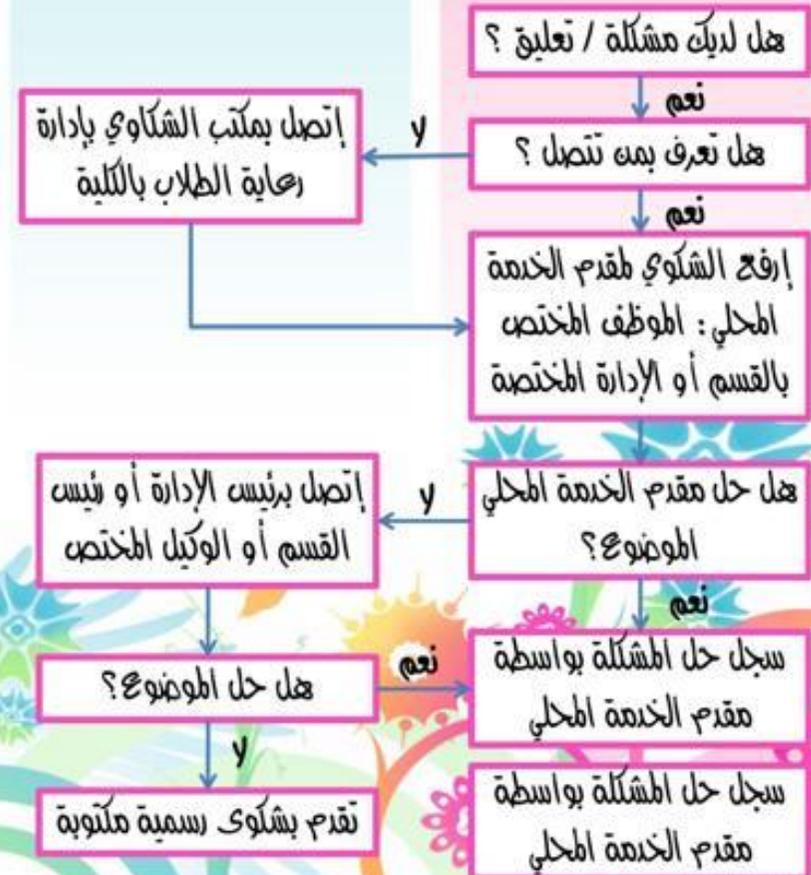 هل لديك مشكلة / تعليق ؟
نعم
هل تعرف بمن تتصل ؟
لا
إتصل بمكتب الشكاوي بإدارة
رعاية الطلاب بالكلية
نعم
إرفع الشكوي لمقدم الخدمة
المحلي : الموظف المختص
بالقسم أو الإدارة المختصة
هل حل مقدم الخدمة المحلي
الموضوع؟
لا
إتصل برئيس الإدارة أو رئيس
القسم أو الوكيل المختص
نعم
سجل حل المشكلة بواسطة
مقدم الخدمة المحلي
نعم
هل حل الموضوع؟
لا
سجل حل المشكلة بواسطة
مقدم الخدمة المحلي
تقدم بشكوى رسمية مكتوبة